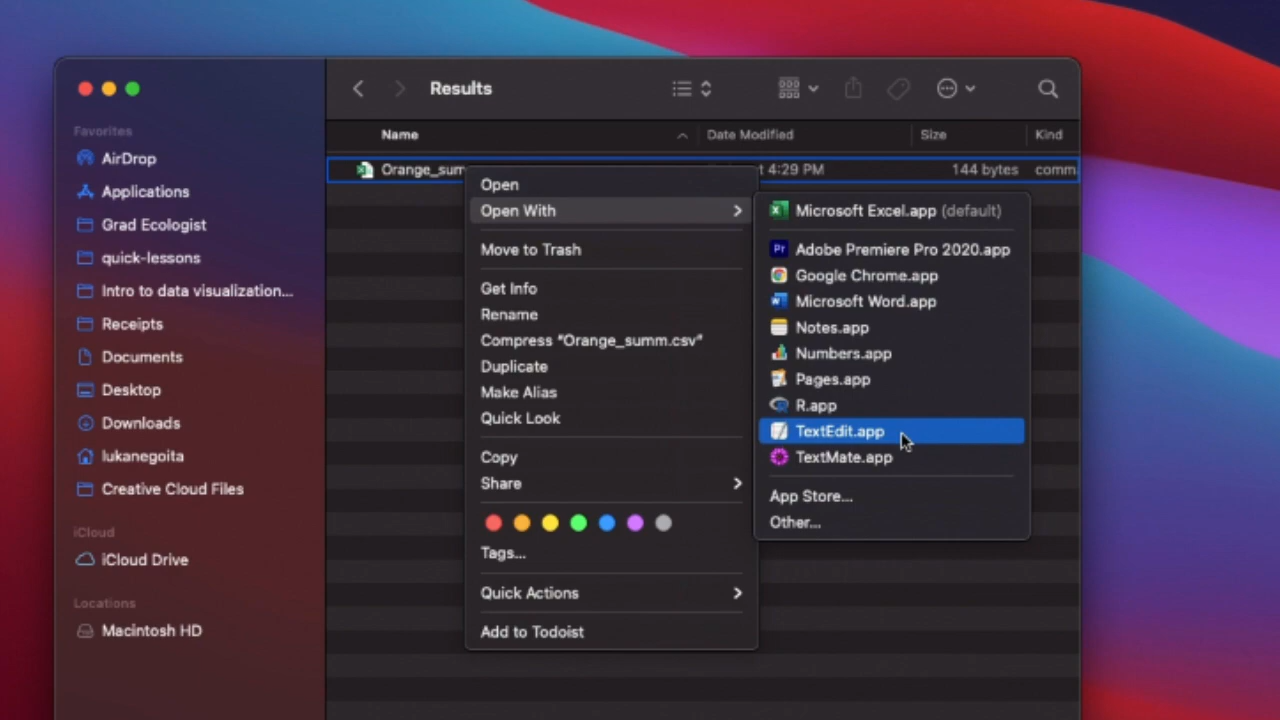 Results
Favorites
AirDrop
Applications
Grad Ecologist
quick-lessons
Intro to data visualization...
Receipts
Documents
Desktop
Downloads
lukanegoita
Creative Cloud Files
iCloud
iCloud Drive
Locations
Macintosh HD
Name Date Modified Size Kind
Orange_sum 4:29 PM 144 bytes comm
Open
Open With
Move to Trash
Get Info
Rename
Compress “Orange_summ.csv”
Duplicate
Make Alias
Quick Look
Copy
Share
Tags...
Quick Actions
Add to Todoist
Microsoft Excel.app (default)
Pr Adobe Premiere Pro 2020.app
Google Chrome.app
Microsoft Word.app
Notes.app
Numbers.app
Pages.app
R.app
TextEdit.app
TextMate.app
App Store...
Other...